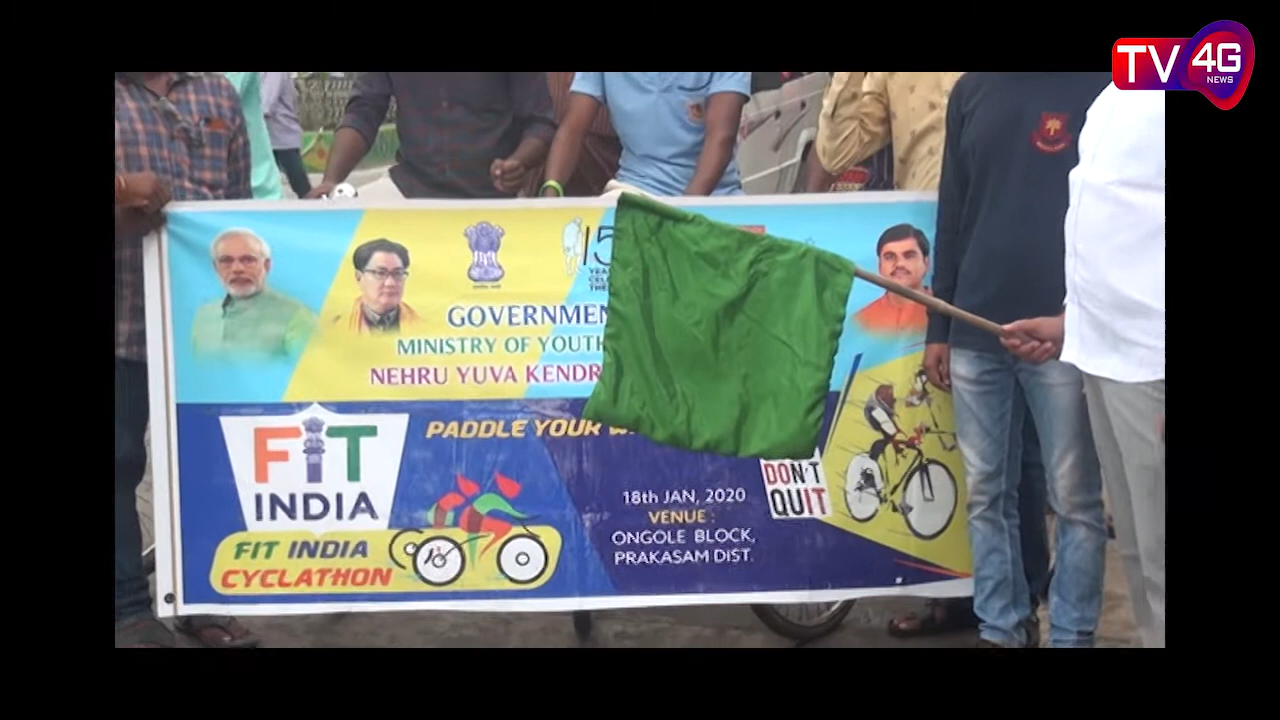 TV 4G
NEWS
15
GOVERNMEN
MINISTRY OF YOUTH
NEHRU YUVA KENDR
FIT
INDIA
PADDLE YOUR
FIT INDIA
CYCLATHON
18th JAN, 2020
VENUE :
ONGOLE BLOCK,
PRAKASAM DIST.
DON'T
QUIT